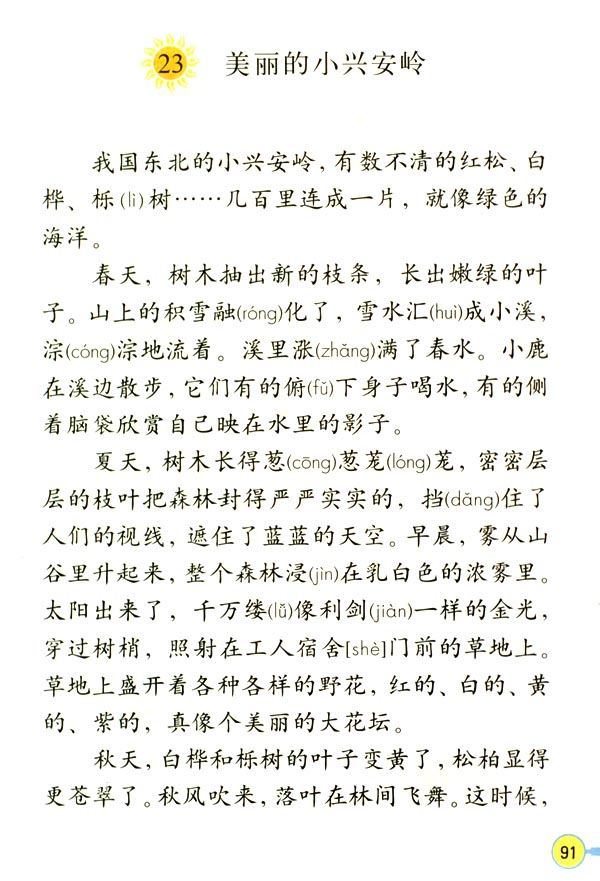 23 美丽的小兴安岭
我国东北的小兴安岭，有数不清的红松、白
桦、栎(lì)树……几百里连成一片，就像绿色的
海洋。
春天，树木抽出新的枝条，长出嫩绿的叶
子。山上的积雪融(róng)化了，雪水汇(huì)成小溪，
淙(cóng)淙地流着。溪里涨(zhǎng)满了春水。小鹿
在溪边散步，它们有的俯(fǔ)下身子喝水，有的侧
着脑袋欣赏自己映在水里的影子。
夏天，树木长得葱(cōng)葱茏(lóng)茏，密密层
层的枝叶把森林封得严严实实的，挡(dǎng)住了
人们的视线，遮住了蓝蓝的天空。早晨，雾从山
谷里升起来，整个森林浸(jìn)在乳白色的浓雾里。
太阳出来了，千万缕(lǚ)像利剑(jiàn)一样的金光，
穿过树梢，照射在工人宿舍[shè]门前的草地上。
草地上盛开着各种各样的野花，红的、白的、黄
的、紫的，真像个美丽的大花坛。
秋天，白桦和栎树的叶子变黄了，松柏显得
更苍翠了。秋风吹来，落叶在林间飞舞。这时候，
91